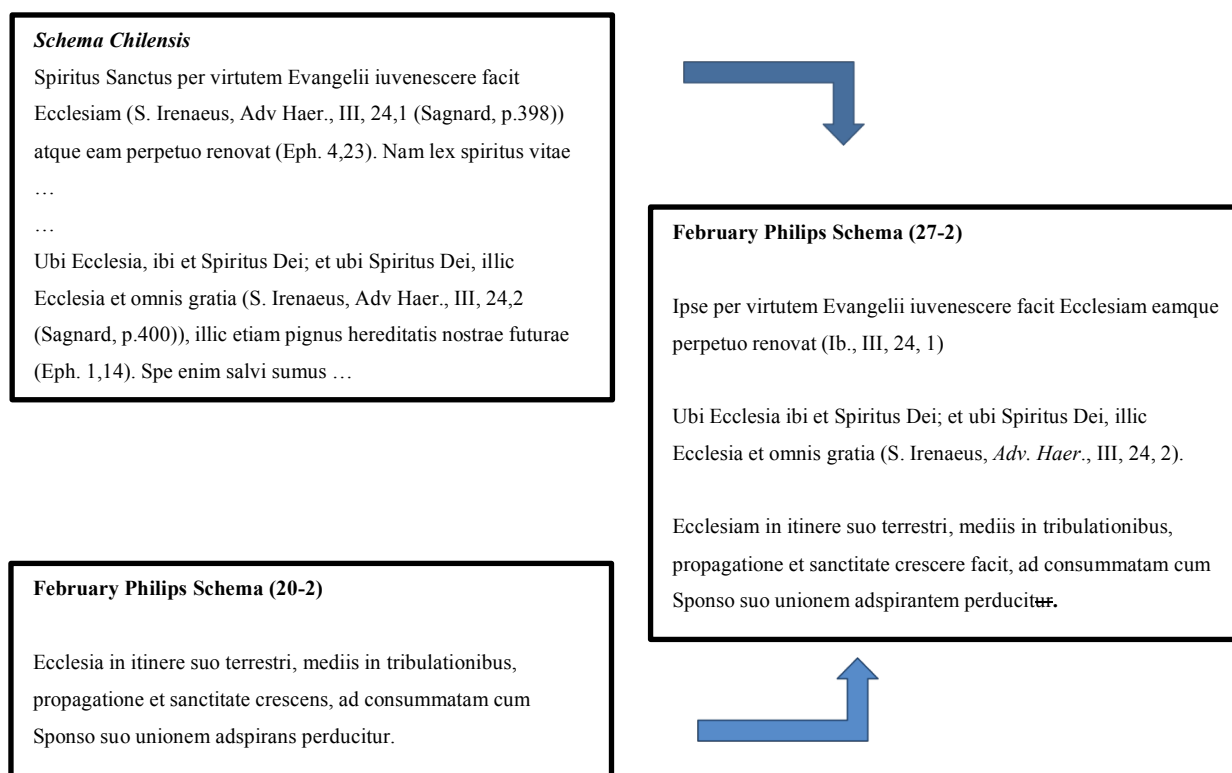 Schema Chilensis
Spiritus Sanctus per virtutem Evangelii iuvenescere facit
Ecclesiam (S. Irenaeus, Adv Haer., III, 24,1 (Sagnard, p.398))
atque eam perpetuo renovat (Eph. 4,23). Nam lex spiritus vitae
…
…
Ubi Ecclesia, ibi et Spiritus Dei; et ubi Spiritus Dei, illic
Ecclesia et omnis gratia (S. Irenaeus, Adv Haer., III, 24,2
(Sagnard, p.400)), illic etiam pignus hereditatis nostrae futurae
(Eph. 1,14). Spe enim salvi sumus …
February Philips Schema (20-2)
Ecclesia in itinere suo terrestri, mediis in tribulationibus,
propagatione et sanctitate crescens, ad consummatam cum
Sponso suo unionem adspirans perducitur.
February Philips Schema (27-2)
Ipse per virtutem Evangelii iuvenescere facit Ecclesiam eamque
perpetuo renovat (Ib., III, 24, 1)
Ubi Ecclesia ibi et Spiritus Dei; et ubi Spiritus Dei, illic
Ecclesia et omnis gratia (S. Irenaeus, Adv. Haer., III, 24, 2).
Ecclesiam in itinere suo terrestri, mediis in tribulationibus,
propagatione et sanctitate crescere facit, ad consummatam cum
Sponso suo unionem adspirantem perducitur.